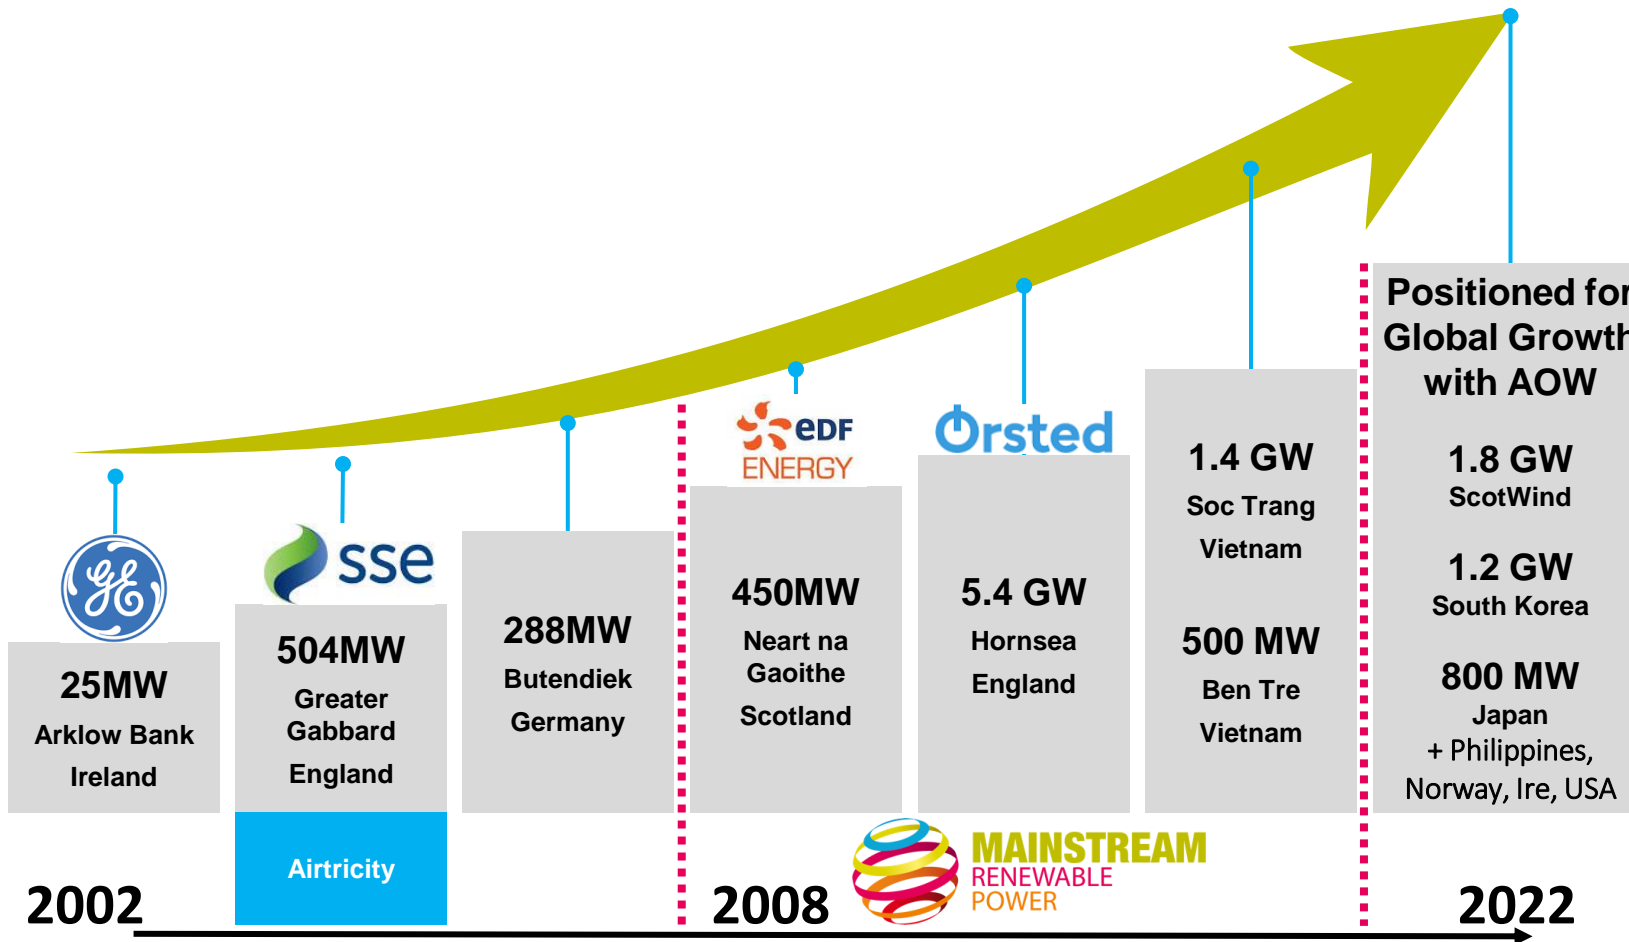 GE
25MW
Arklow Bank
Ireland
sse
504MW
Greater
Gabbard
England
Airtricity
288MW
Butendiek
Germany
eDF
ENERGY
450MW
Neart na
Gaoithe
Scotland
Orsted
5.4 GW
Hornsea
England
1.4 GW
Soc Trang
Vietnam
500 MW
Ben Tre
Vietnam
Positioned for
Global Growth
with AOW
1.8 GW
ScotWind
1.2 GW
South Korea
800 MW
Japan
+ Philippines,
Norway, Ire, USA
MAINSTREAM
RENEWABLE
POWER
2002
2008
2022